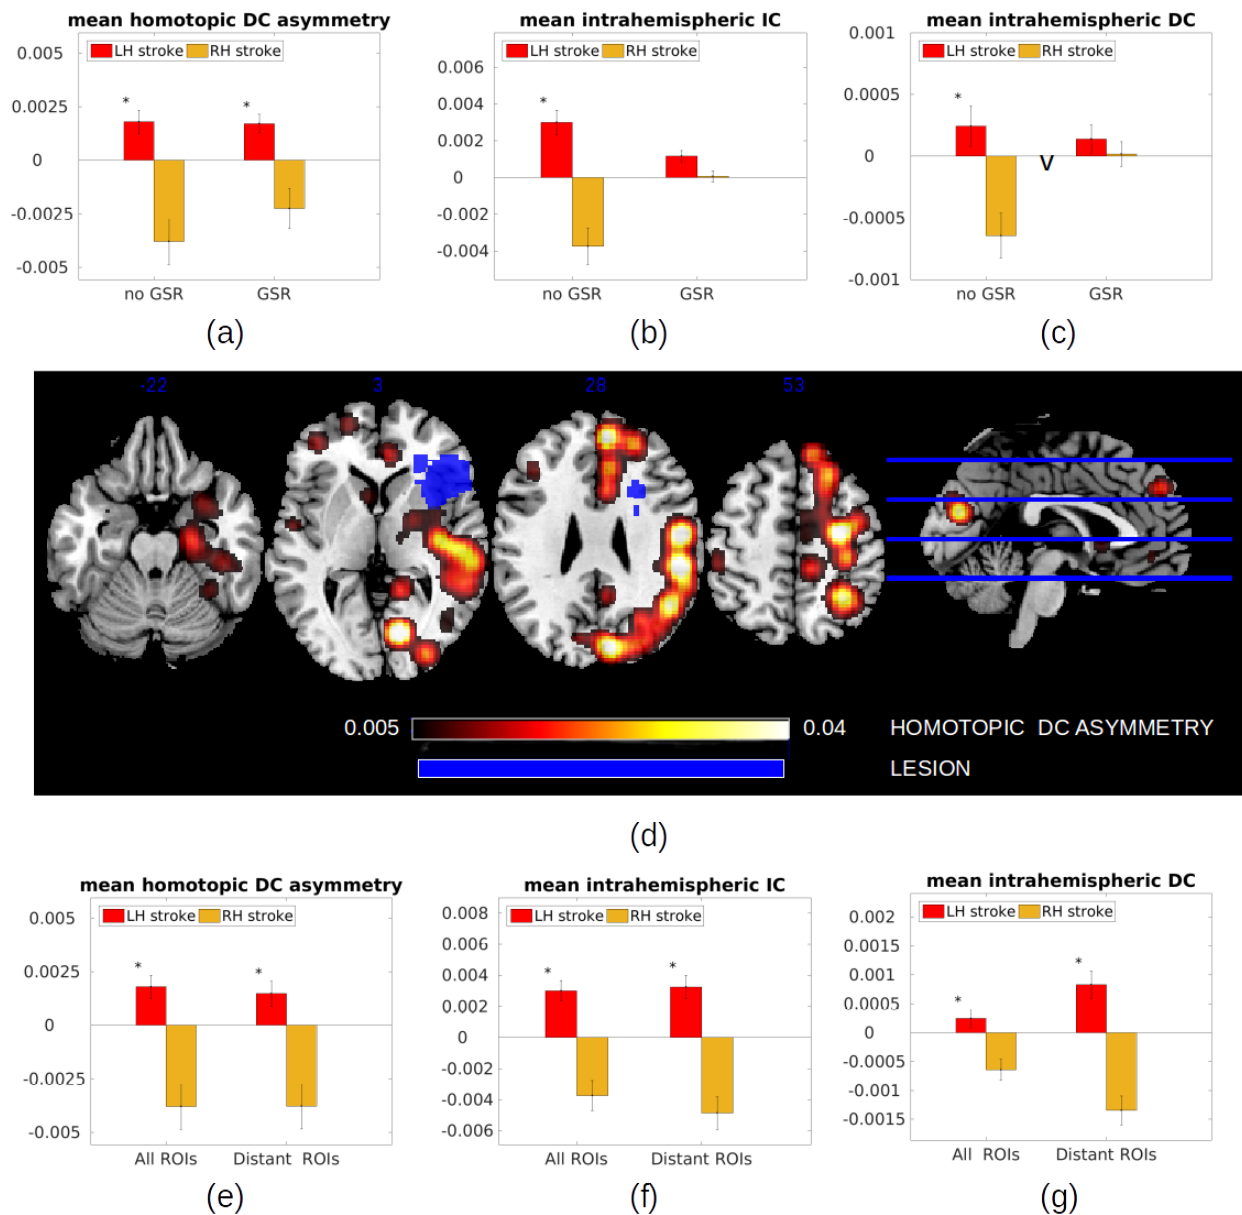 mean homotopic DC asymmetry
LH stroke RH stroke
0.005
0.0025
*
*
0
-0.0025
-0.005
no GSR GSR
(a)
mean intrahemispheric IC
LH stroke RH stroke
0.006
0.004
*
0.002
0
-0.002
-0.004
no GSR GSR
(b)
mean intrahemispheric DC
0.001
LH stroke RH stroke
0.0005
*
0
v
-0.0005
-0.001
no GSR GSR
(c)
-22 3 28 53
0.005 0.04 HOMOTOPIC DC ASYMMETRY
LESION
(d)
mean homotopic DC asymmetry
LH stroke RH stroke
0.005
0.0025
*
*
0
-0.0025
-0.005
All ROIs Distant ROIs
(e)
mean intrahemispheric IC
0.008
LH stroke RH stroke
0.006
0.004
* *
0.002
0
-0.002
-0.004
-0.006
All ROIs Distant ROIs
(f)
mean intrahemispheric DC
0.002
LH stroke RH stroke
0.0015
*
0.001
0.0005
*
0
-0.0005
-0.001
-0.0015
All ROIs Distant ROIs
(g)